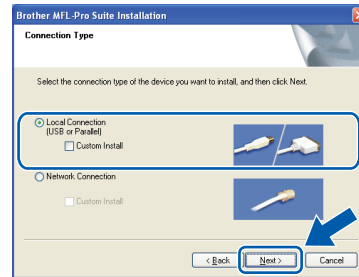 Brother MFL-Pro Suite Installation
Connection Type
Select the connection type of the device you want to install, and then click Next.
Local Connection
(USB or Parallel)
Custom Install
Network Connection
Custom Install
< Back
Next >
Cancel